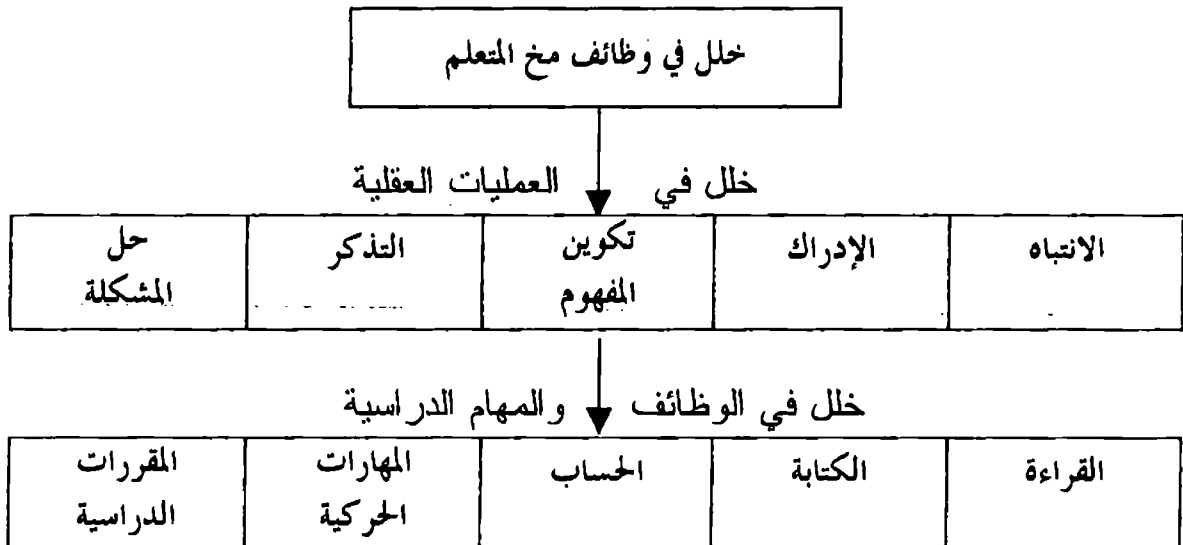 خلل في وظائف مخ المتعلم
خلل في العمليات العقلية
الانتباه
الإدراك
تكوين
المفهوم
التذكر
حل
المشكلة
خلل في الوظائف والمهام الدراسية
القراءة
الكتابة
الحساب
المهارات
الحركية
المقررات
الدراسية